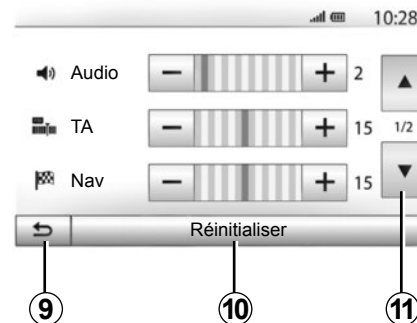 10:28
Audio − + 2
TA − + 15
1/2
Nav − + 15
Réinitialiser
9 10 11